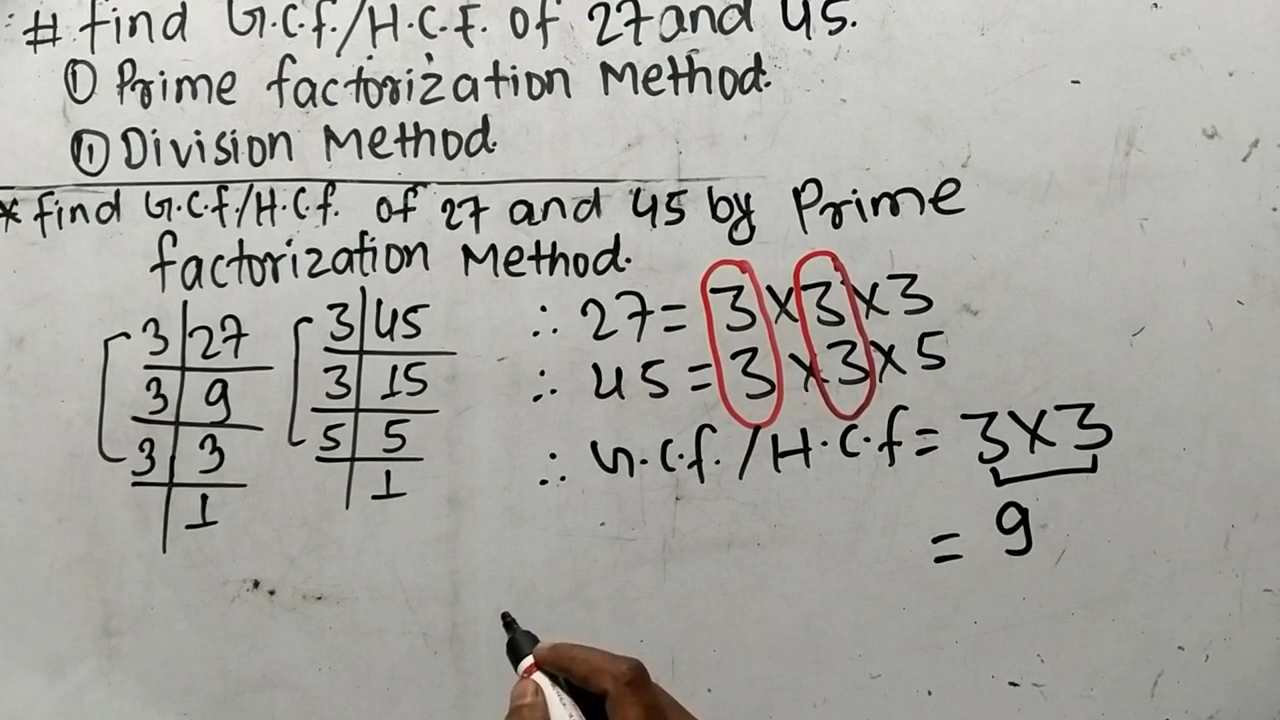 # find G.C.f./H.C.F. of 27 and 45.
① Prime factorization Method.
⑪ Division Method.
* find G.C.f./H.C.f. of 27 and 45 by Prime
factorization Method.
3 27
3 9
3 3
1
3 45
3 15
5 5
1
∴ 27 = 3 × 3 × 3
∴ 45 = 3 × 3 × 5
∴ G.C.f. / H.C.f = 3 × 3
= 9